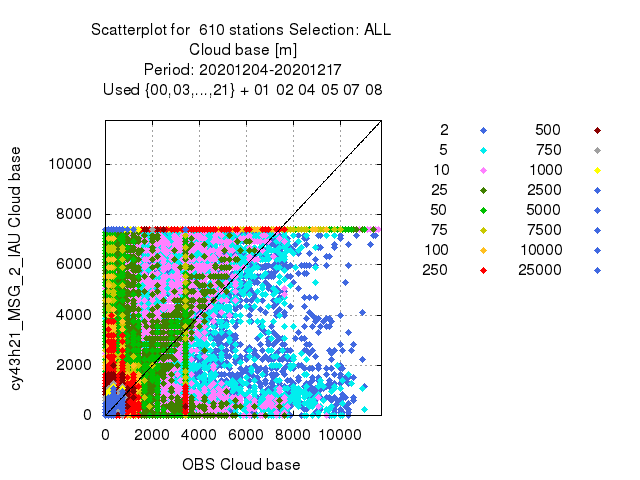 Scatterplot for  610 stations Selection: ALL
Cloud base [m]
Period: 20201204-20201217
Used {00,03,...,21} + 01 02 04 05 07 08
cy43h21_MSG_2_IAU Cloud base
10000
8000
6000
4000
2000
0
0 2000 4000 6000 8000 10000
OBS Cloud base
2 500
5 750
10 1000
25 2500
50 5000
75 7500
100 10000
250 25000